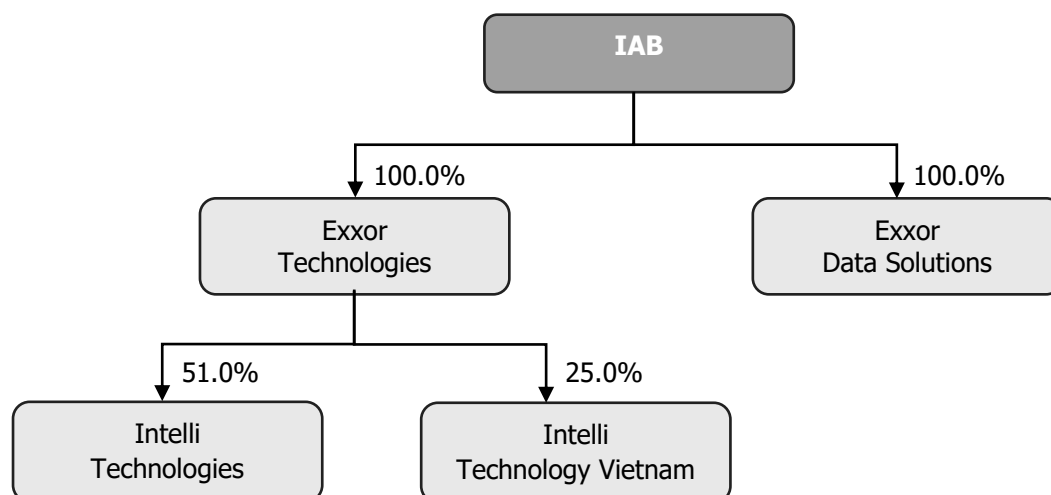 IAB
100.0%
100.0%
Exxor
Technologies
Exxor
Data Solutions
51.0%
25.0%
Intelli
Technologies
Intelli
Technology Vietnam